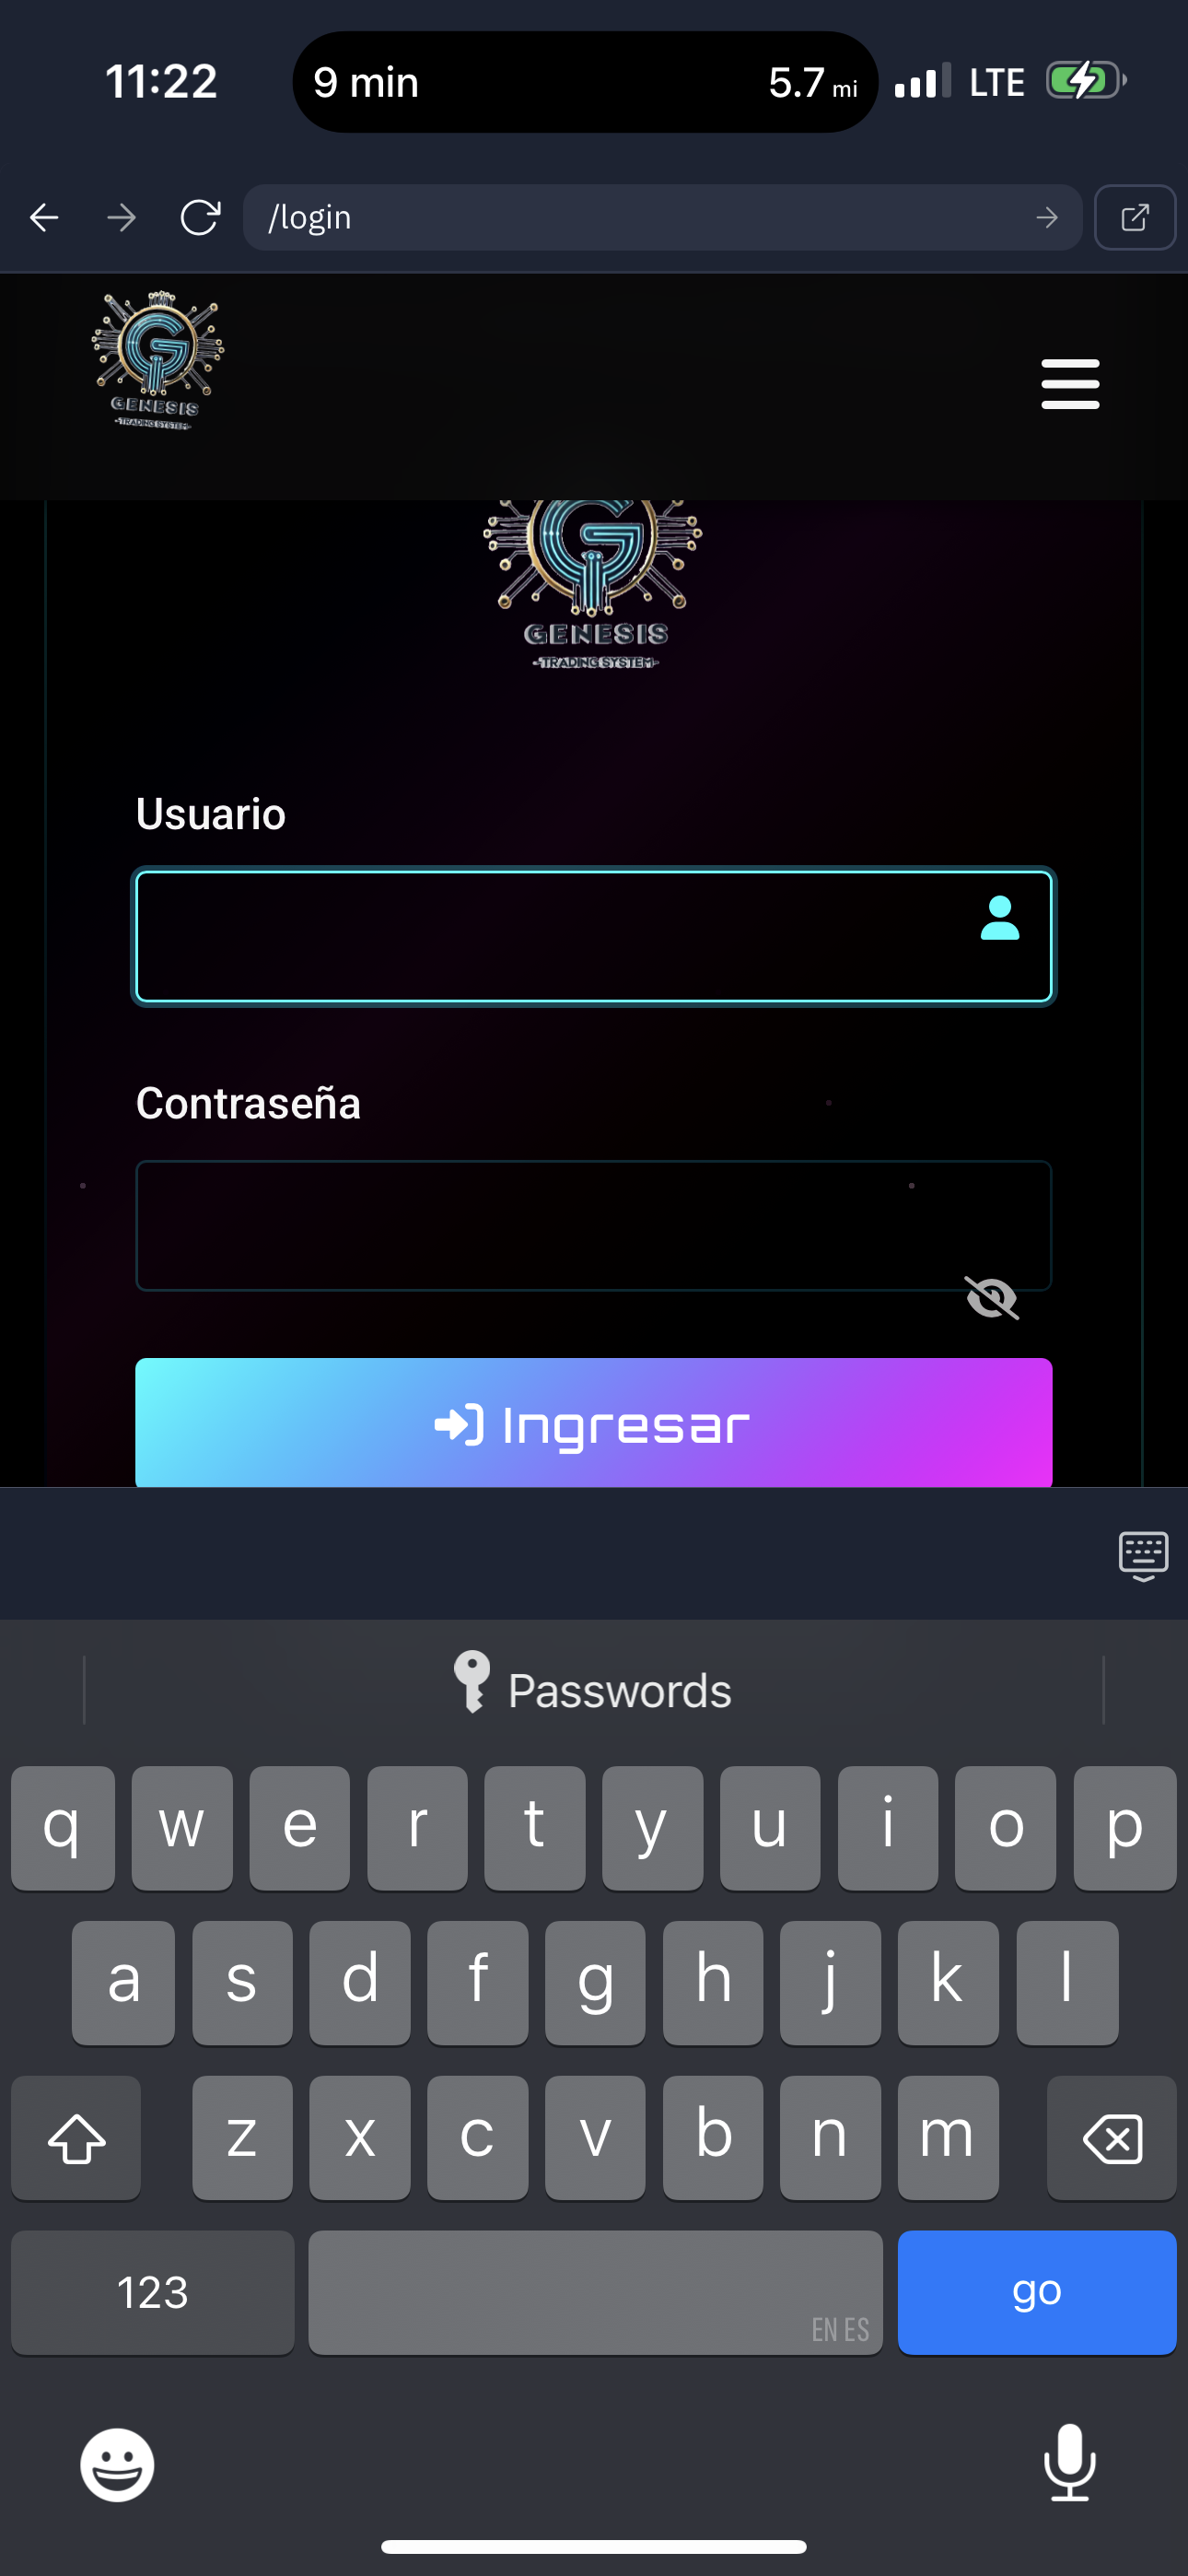 11:22
9 min
5.7 mi
LTE
/login
GENESIS
-TRADING SYSTEM-
GENESIS
-TRADING SYSTEM-
Usuario
Contraseña
Ingresar
Passwords
q w e r t y u i o p
a s d f g h j k l
z x c v b n m
123
EN ES
go